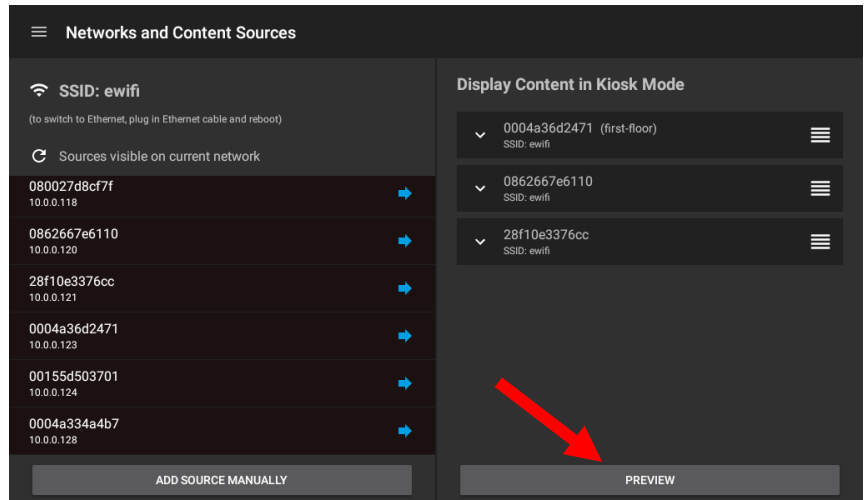 Networks and Content Sources
SSID: ewifi
(to switch to Ethernet, plug in Ethernet cable and reboot)
Sources visible on current network
080027d8cf7f
10.0.0.118
0862667e6110
10.0.0.120
28f10e3376cc
10.0.0.121
0004a36d2471
10.0.0.123
00155d503701
10.0.0.124
0004a334a4b7
10.0.0.128
ADD SOURCE MANUALLY
Display Content in Kiosk Mode
0004a36d2471 (first-floor)
SSID: ewifi
0862667e6110
SSID: ewifi
28f10e3376cc
SSID: ewifi
PREVIEW